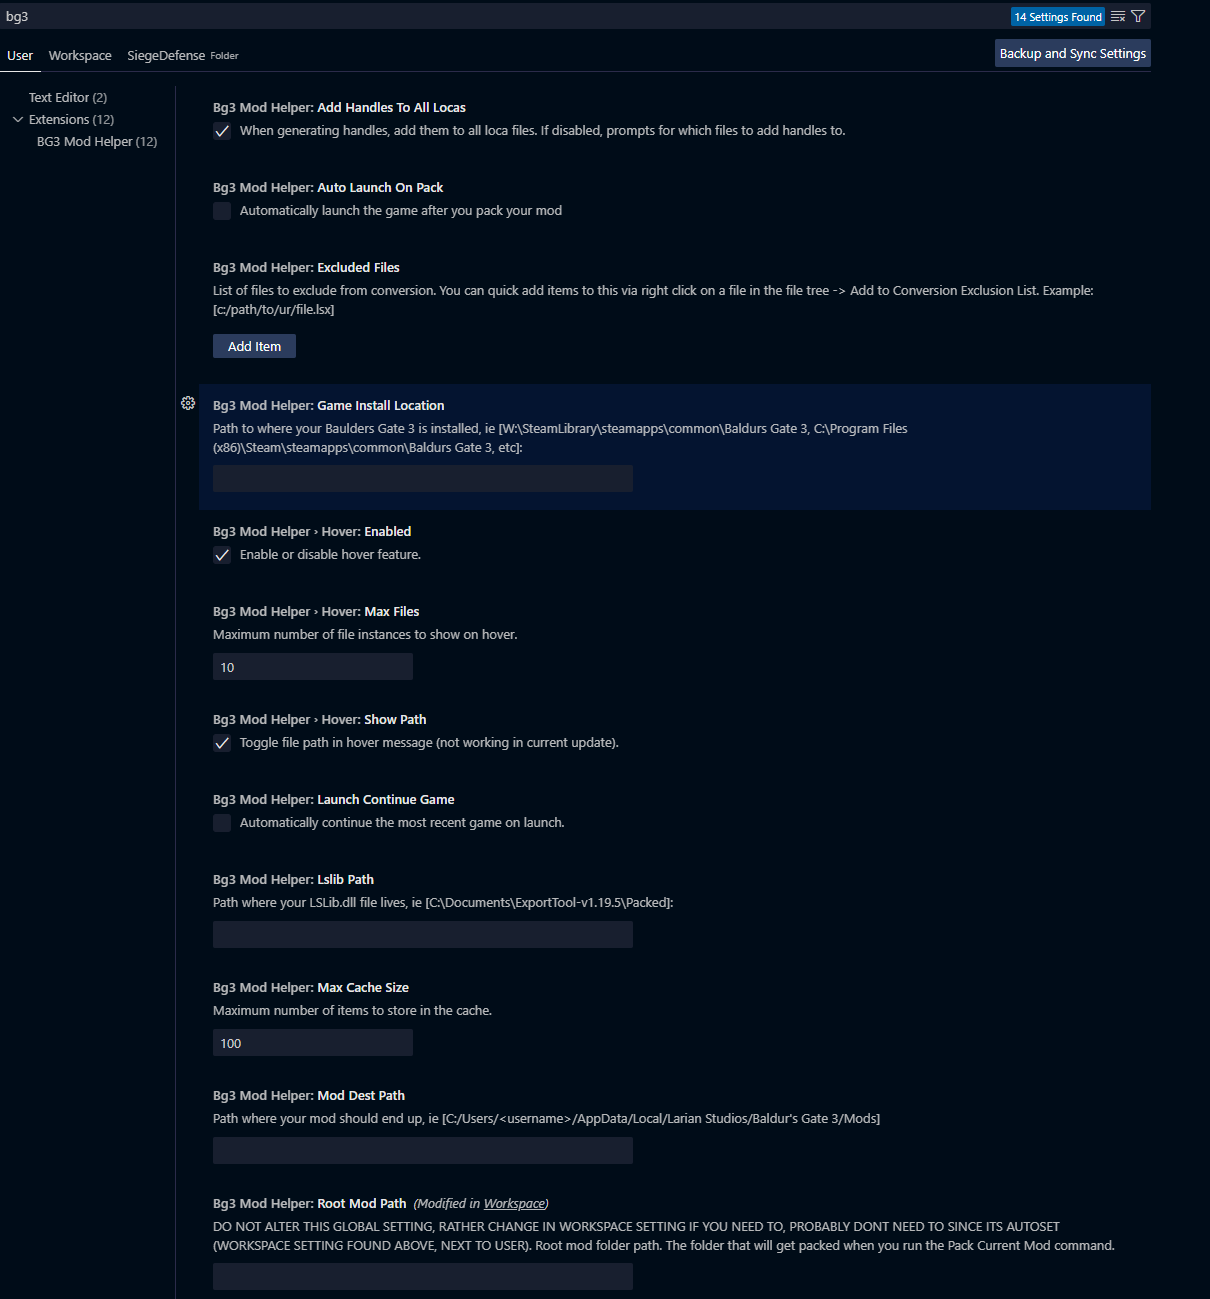 bg3
14 Settings Found
User Workspace SiegeDefense Folder
Backup and Sync Settings
Text Editor (2)
Extensions (12)
BG3 Mod Helper (12)
Bg3 Mod Helper: Add Handles To All Locas
When generating handles, add them to all loca files. If disabled, prompts for which files to add handles to.
Bg3 Mod Helper: Auto Launch On Pack
Automatically launch the game after you pack your mod
Bg3 Mod Helper: Excluded Files
List of files to exclude from conversion. You can quick add items to this via right click on a file in the file tree -> Add to Conversion Exclusion List. Example:
[c:/path/to/ur/file.lsx]
Add Item
Bg3 Mod Helper: Game Install Location
Path to where your Baulders Gate 3 is installed, ie [W:\SteamLibrary\steamapps\common\Baldurs Gate 3, C:\Program Files
(x86)\Steam\steamapps\common\Baldurs Gate 3, etc]:
Bg3 Mod Helper › Hover: Enabled
Enable or disable hover feature.
Bg3 Mod Helper › Hover: Max Files
Maximum number of file instances to show on hover.
10
Bg3 Mod Helper › Hover: Show Path
Toggle file path in hover message (not working in current update).
Bg3 Mod Helper: Launch Continue Game
Automatically continue the most recent game on launch.
Bg3 Mod Helper: Lslib Path
Path where your LSLib.dll file lives, ie [C:\Documents\ExportTool-v1.19.5\Packed]:
Bg3 Mod Helper: Max Cache Size
Maximum number of items to store in the cache.
100
Bg3 Mod Helper: Mod Dest Path
Path where your mod should end up, ie [C:/Users/<username>/AppData/Local/Larian Studios/Baldur's Gate 3/Mods]
Bg3 Mod Helper: Root Mod Path (Modified in Workspace)
DO NOT ALTER THIS GLOBAL SETTING, RATHER CHANGE IN WORKSPACE SETTING IF YOU NEED TO, PROBABLY DONT NEED TO SINCE ITS AUTOSET
(WORKSPACE SETTING FOUND ABOVE, NEXT TO USER). Root mod folder path. The folder that will get packed when you run the Pack Current Mod command.